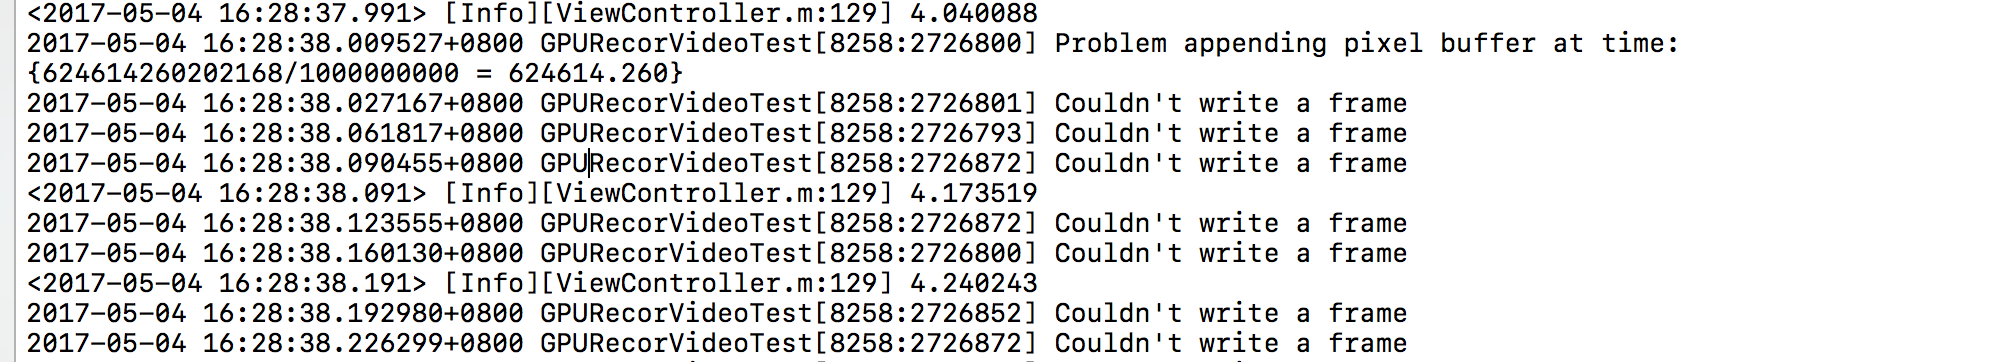 <2017-05-04 16:28:37.991> [Info][ViewController.m:129] 4.040088
2017-05-04 16:28:38.009527+0800 GPURecorVideoTest[8258:2726800] Problem appending pixel buffer at time:
{624614260202168/1000000000 = 624614.260}
2017-05-04 16:28:38.027167+0800 GPURecorVideoTest[8258:2726801] Couldn't write a frame
2017-05-04 16:28:38.061817+0800 GPURecorVideoTest[8258:2726793] Couldn't write a frame
2017-05-04 16:28:38.090455+0800 GPURecorVideoTest[8258:2726872] Couldn't write a frame
<2017-05-04 16:28:38.091> [Info][ViewController.m:129] 4.173519
2017-05-04 16:28:38.123555+0800 GPURecorVideoTest[8258:2726872] Couldn't write a frame
2017-05-04 16:28:38.160130+0800 GPURecorVideoTest[8258:2726800] Couldn't write a frame
<2017-05-04 16:28:38.191> [Info][ViewController.m:129] 4.240243
2017-05-04 16:28:38.192980+0800 GPURecorVideoTest[8258:2726852] Couldn't write a frame
2017-05-04 16:28:38.226299+0800 GPURecorVideoTest[8258:2726872] Couldn't write a frame